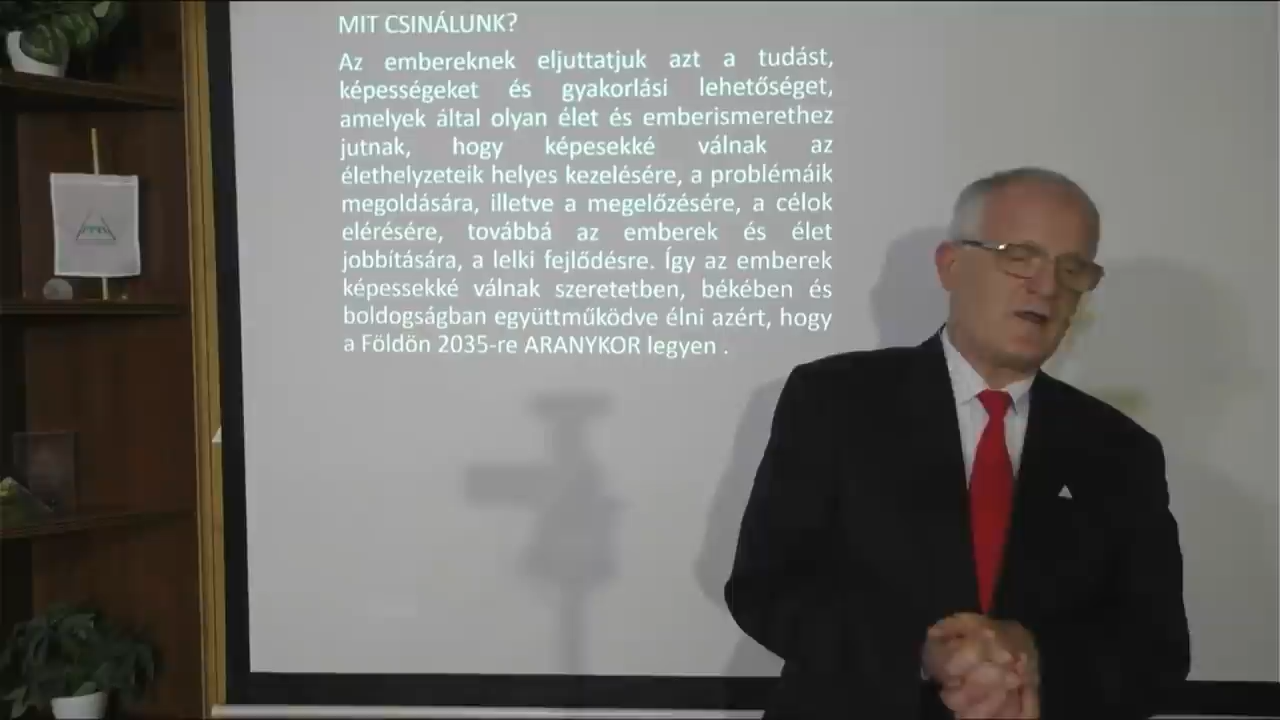 MIT CSINÁLUNK?
Az embereknek eljuttatjuk azt a tudást,
képességeket és gyakorlási lehetőséget,
amelyek által olyan élet és emberismerethez
jutnak, hogy képesekké válnak az
élethelyzeteik helyes kezelésére, a problémáik
megoldására, illetve a megelőzésére, a célok
elérésére, továbbá az emberek és élet
jobbítására, a lelki fejlődésre. Így az emberek
képessekké válnak szeretetben, békében és
boldogságban együttműködve élni azért, hogy
a Földön 2035-re ARANYKOR legyen .